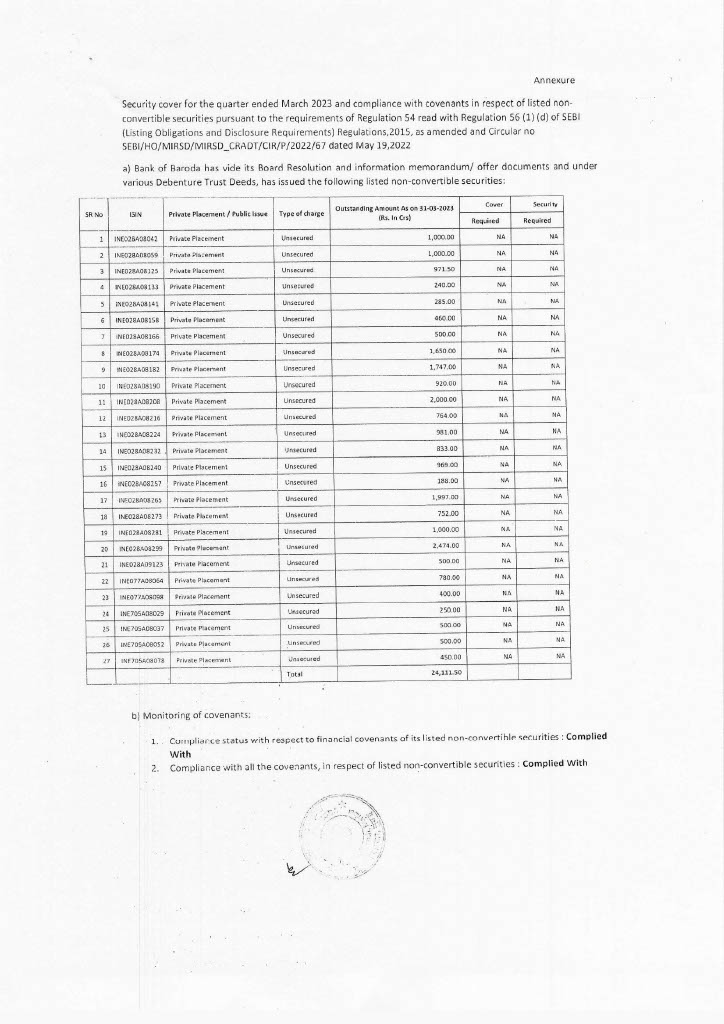 Annexure
Security cover for the quarter ended March 2023 and compliance with covenants in respect of listed non-
convertible securities pursuant to the requirements of Regulation 54 read with Regulation 56 (1) (d) of SEBI
(Listing Obligations and Disclosure Requirements) Regulations,2015, as amended and Circular no
SEBI/HO/MIRSD/MIRSD_CRADT/CIR/P/2022/67 dated May 19,2022
a) Bank of Baroda has vide its Board Resolution and information memorandum/ offer documents and under
various Debenture Trust Deeds, has issued the following listed non-convertible securities:
SR No ISIN Private Placement / Public Issue Type of charge Outstanding Amount As on 31-03-2023 (Rs. In Crs) Cover Required Security Required
1 INE028A08042 Private Placement Unsecured 1,000.00 NA NA
2 INE028A08059 Private Placement Unsecured 1,000.00 NA NA
3 INE028A08125 Private Placement Unsecured 971.50 NA NA
4 INE028A08133 Private Placement Unsecured 240.00 NA NA
5 INE028A08141 Private Placement Unsecured 285.00 NA NA
6 INE028A08158 Private Placement Unsecured 460.00 NA NA
7 INE028A08166 Private Placement Unsecured 500.00 NA NA
8 INE028A08174 Private Placement Unsecured 1,650.00 NA NA
9 INE028A08182 Private Placement Unsecured 1,747.00 NA NA
10 INE028A08190 Private Placement Unsecured 920.00 NA NA
11 INE028A08208 Private Placement Unsecured 2,000.00 NA NA
12 INE028A08216 Private Placement Unsecured 764.00 NA NA
13 INE028A08224 Private Placement Unsecured 981.00 NA NA
14 INE028A08232 Private Placement Unsecured 833.00 NA NA
15 INE028A08240 Private Placement Unsecured 969.00 NA NA
16 INE028A08257 Private Placement Unsecured 188.00 NA NA
17 INE028A08265 Private Placement Unsecured 1,997.00 NA NA
18 INE028A08273 Private Placement Unsecured 752.00 NA NA
19 INE028A08281 Private Placement Unsecured 1,000.00 NA NA
20 INE028A08299 Private Placement Unsecured 2,474.00 NA NA
21 INE028A09123 Private Placement Unsecured 500.00 NA NA
22 INE077A08064 Private Placement Unsecured 780.00 NA NA
23 INE077A08098 Private Placement Unsecured 400.00 NA NA
24 INE705A08029 Private Placement Unsecured 250.00 NA NA
25 INE705A08037 Private Placement Unsecured 500.00 NA NA
26 INE705A08052 Private Placement Unsecured 500.00 NA NA
27 INE705A08078 Private Placement Unsecured 450.00 NA NA
Total 24,111.50
b) Monitoring of covenants:
1. Compliance status with respect to financial covenants of its listed non-convertible securities : Complied
With
2. Compliance with all the covenants, in respect of listed non-convertible securities : Complied With